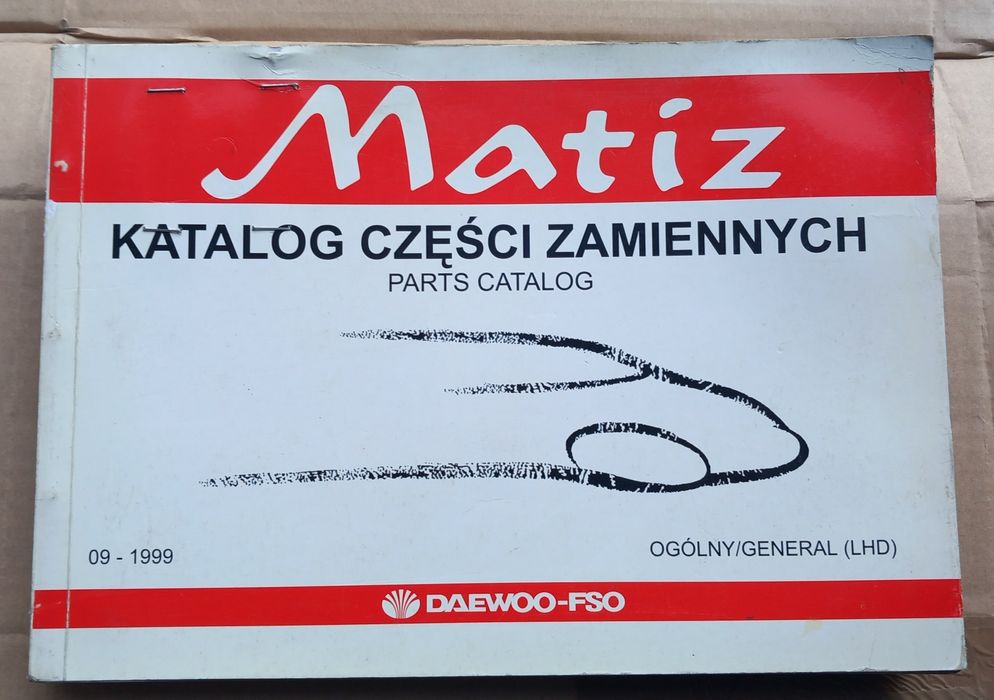 Matiz
KATALOG CZĘŚCI ZAMIENNYCH
PARTS CATALOG
09 - 1999
OGÓLNY/GENERAL (LHD)
DAEWOO-FSO